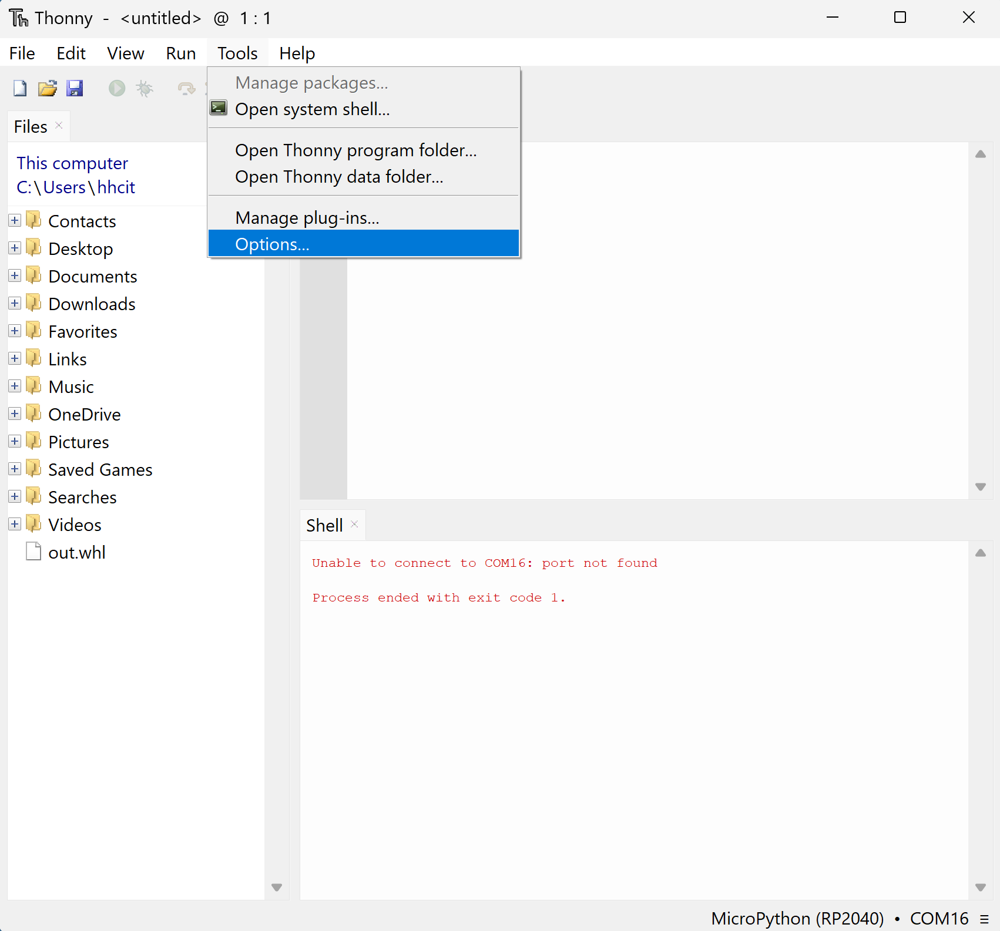 Thonny - <untitled> @ 1 : 1
File Edit View Run Tools Help
Manage packages...
Open system shell...
Open Thonny program folder...
Open Thonny data folder...
Manage plug-ins...
Options...
Files
This computer
C:\Users\hhcit
Contacts
Desktop
Documents
Downloads
Favorites
Links
Music
OneDrive
Pictures
Saved Games
Searches
Videos
out.whl
Shell
Unable to connect to COM16: port not found
Process ended with exit code 1.
MicroPython (RP2040) • COM16 ≡